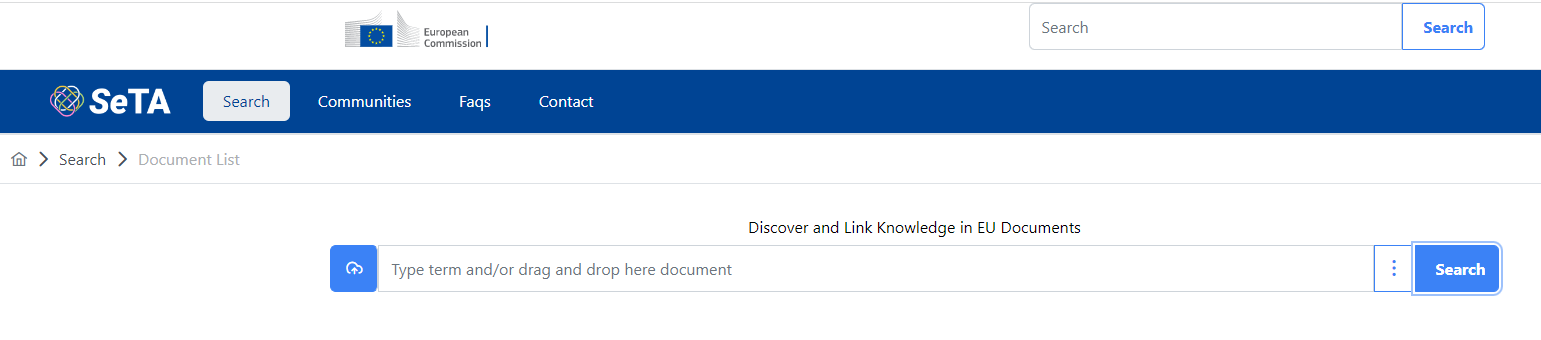 European
Commission
Search Search
SeTA Search Communities Faqs Contact
Search Document List
Discover and Link Knowledge in EU Documents
Type term and/or drag and drop here document Search